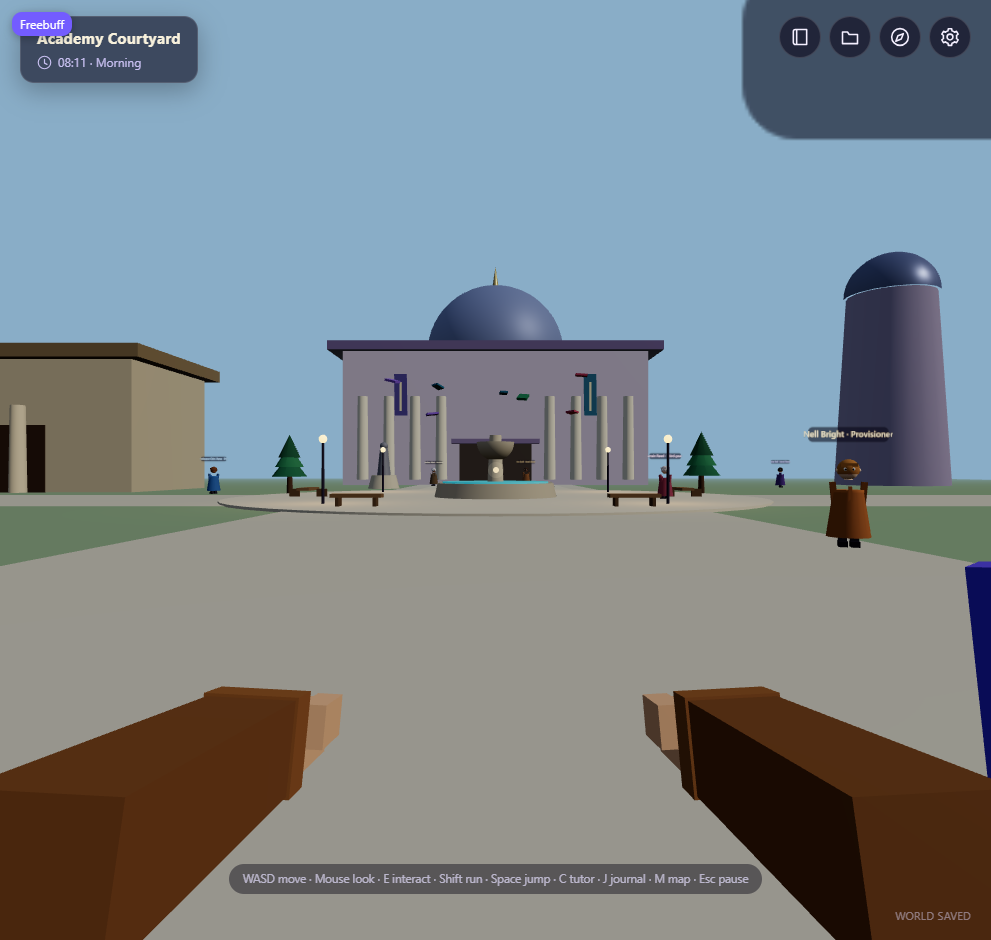 Freebuff
Academy Courtyard
08:11 · Morning
Nell Bright · Provisioner
WASD move · Mouse look · E interact · Shift run · Space jump · C tutor · J journal · M map · Esc pause
WORLD SAVED